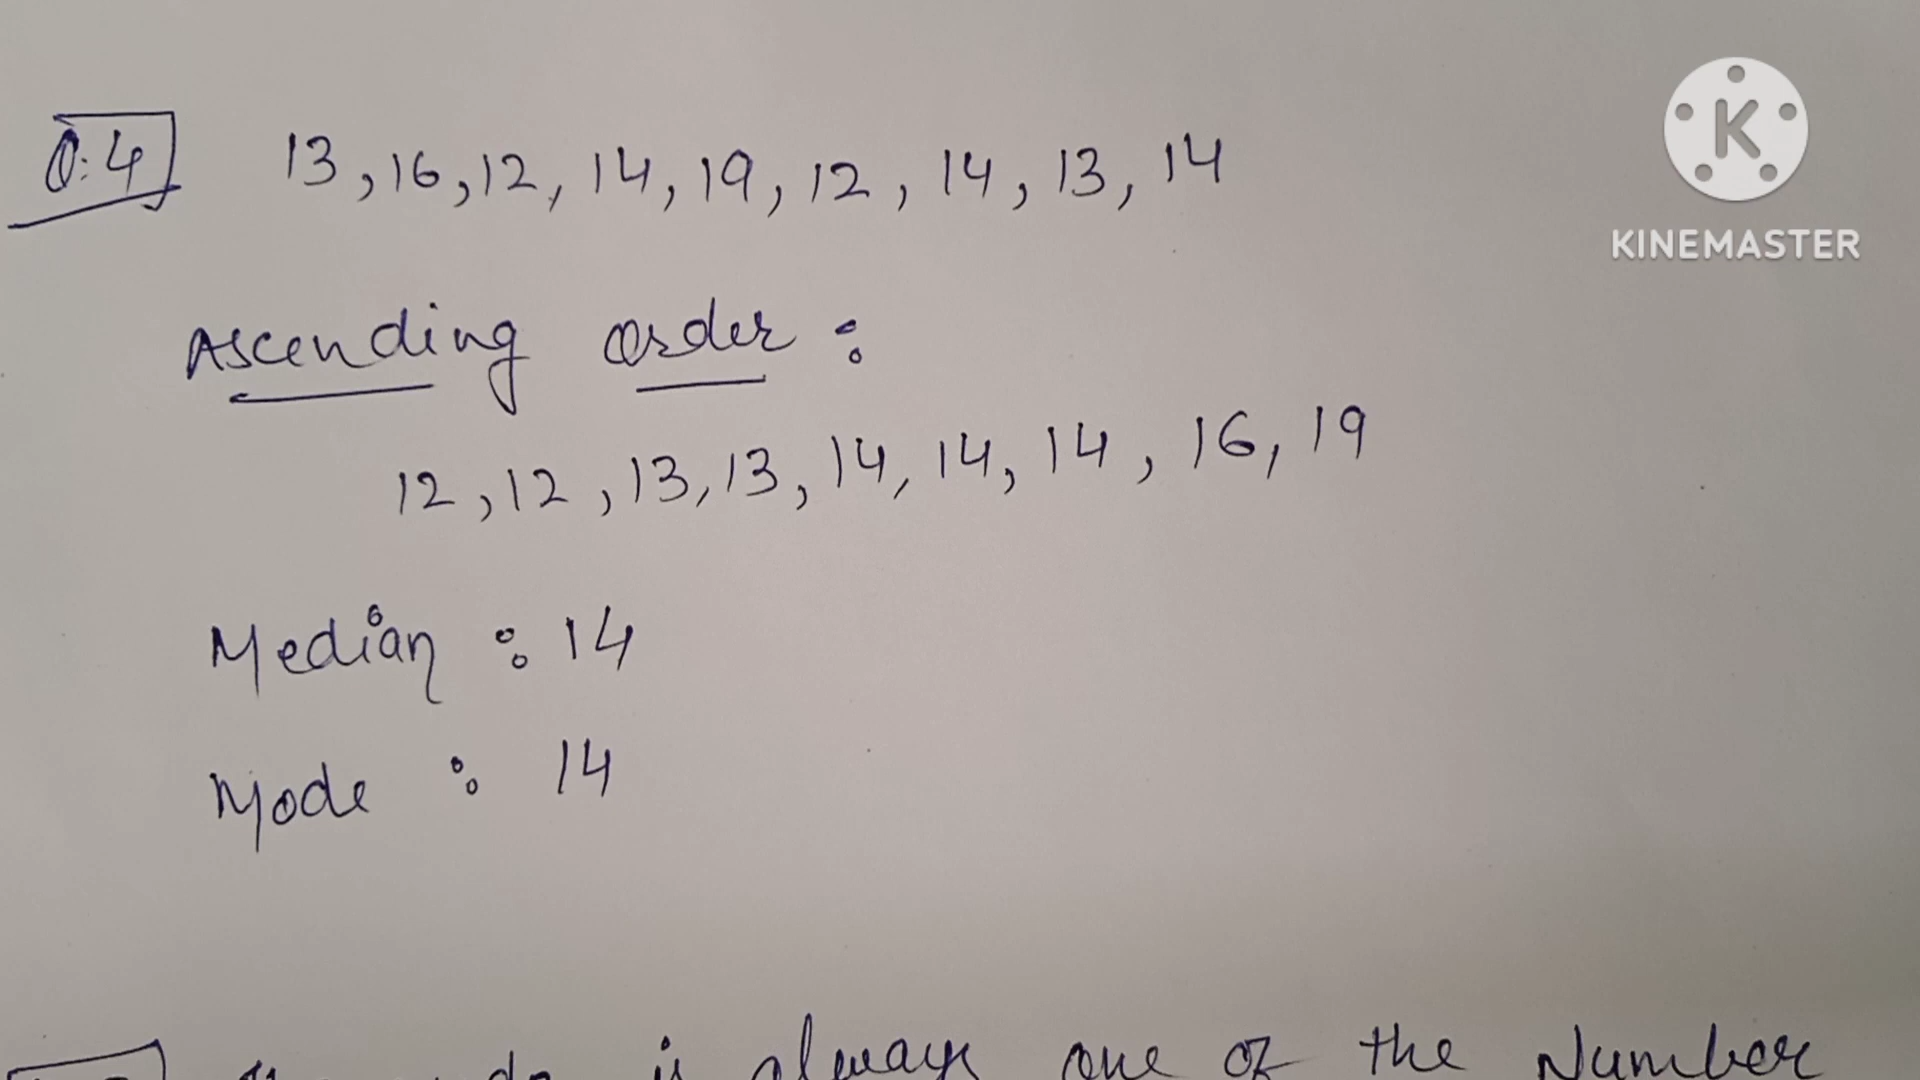 Q:4 13, 16, 12, 14, 19, 12, 14, 13, 14
KINEMASTER
Ascending order :
12, 12, 13, 13, 14, 14, 14, 16, 19
Median : 14
Mode : 14
is always one of the Number